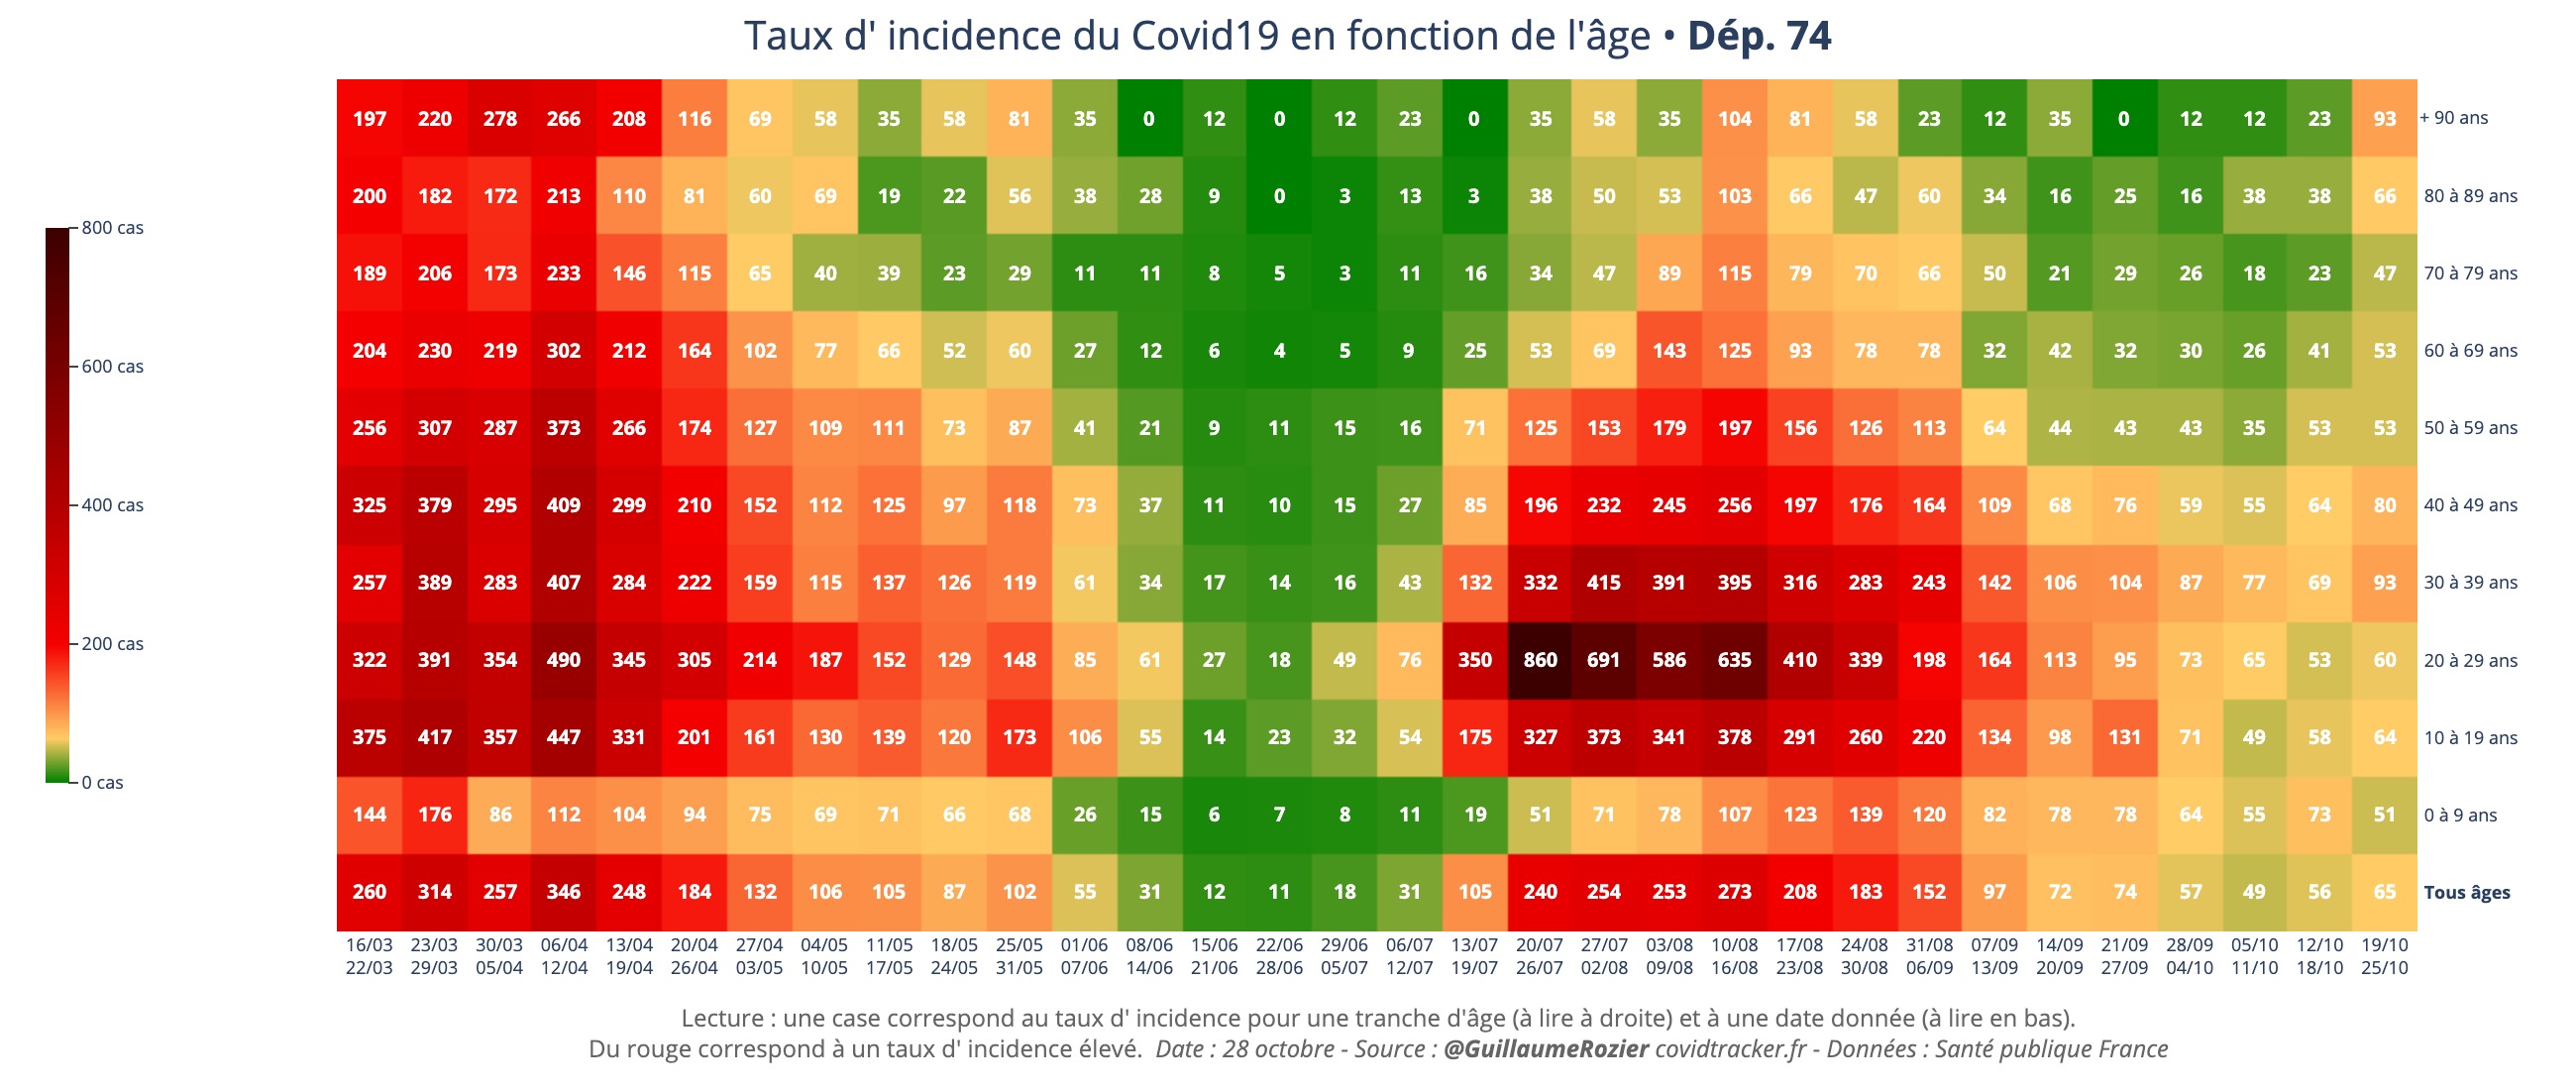 Taux d' incidence du Covid19 en fonction de l'âge • Dép. 74
800 cas
600 cas
400 cas
200 cas
0 cas
197 220 278 266 208 116 69 58 35 58 81 35 0 12 0 12 23 0 35 58 35 104 81 58 23 12 35 0 12 12 23 93 + 90 ans
200 182 172 213 110 81 60 69 19 22 56 38 28 9 0 3 13 3 38 50 53 103 66 47 60 34 16 25 16 38 38 66 80 à 89 ans
189 206 173 233 146 115 65 40 39 23 29 11 11 8 5 3 11 16 34 47 89 115 79 70 66 50 21 29 26 18 23 47 70 à 79 ans
204 230 219 302 212 164 102 77 66 52 60 27 12 6 4 5 9 25 53 69 143 125 93 78 78 32 42 32 30 26 41 53 60 à 69 ans
256 307 287 373 266 174 127 109 111 73 87 41 21 9 11 15 16 71 125 153 179 197 156 126 113 64 44 43 43 35 53 53 50 à 59 ans
325 379 295 409 299 210 152 112 125 97 118 73 37 11 10 15 27 85 196 232 245 256 197 176 164 109 68 76 59 55 64 80 40 à 49 ans
257 389 283 407 284 222 159 115 137 126 119 61 34 17 14 16 43 132 332 415 391 395 316 283 243 142 106 104 87 77 69 93 30 à 39 ans
322 391 354 490 345 305 214 187 152 129 148 85 61 27 18 49 76 350 860 691 586 635 410 339 198 164 113 95 73 65 53 60 20 à 29 ans
375 417 357 447 331 201 161 130 139 120 173 106 55 14 23 32 54 175 327 373 341 378 291 260 220 134 98 131 71 49 58 64 10 à 19 ans
144 176 86 112 104 94 75 69 71 66 68 26 15 6 7 8 11 19 51 71 78 107 123 139 120 82 78 78 64 55 73 51 0 à 9 ans
260 314 257 346 248 184 132 106 105 87 102 55 31 12 11 18 31 105 240 254 253 273 208 183 152 97 72 74 57 49 56 65 Tous âges
16/03 23/03 30/03 06/04 13/04 20/04 27/04 04/05 11/05 18/05 25/05 01/06 08/06 15/06 22/06 29/06 06/07 13/07 20/07 27/07 03/08 10/08 17/08 24/08 31/08 07/09 14/09 21/09 28/09 05/10 12/10 19/10
22/03 29/03 05/04 12/04 19/04 26/04 03/05 10/05 17/05 24/05 31/05 07/06 14/06 21/06 28/06 05/07 12/07 19/07 26/07 02/08 09/08 16/08 23/08 30/08 06/09 13/09 20/09 27/09 04/10 11/10 18/10 25/10
Lecture : une case correspond au taux d' incidence pour une tranche d'âge (à lire à droite) et à une date donnée (à lire en bas).
Du rouge correspond à un taux d' incidence élevé. Date : 28 octobre - Source : @GuillaumeRozier covidtracker.fr - Données : Santé publique France